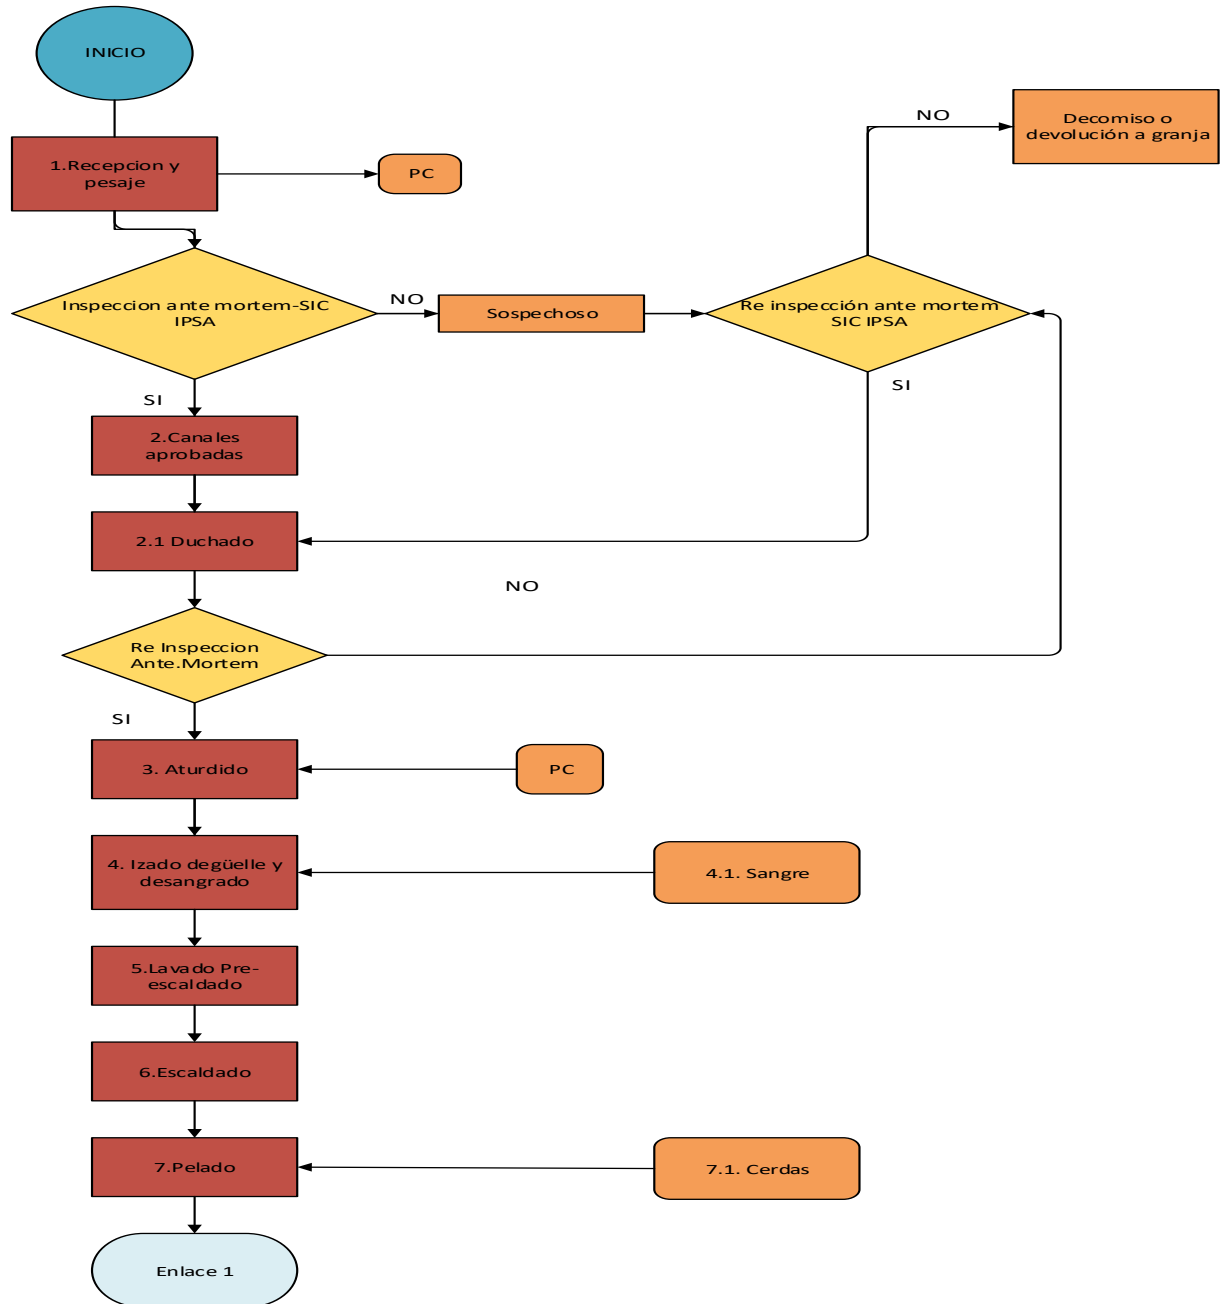 INICIO
1.Recepcion y
pesaje
PC
NO
Decomiso o
devolución a granja
Inspeccion ante mortem-SIC
IPSA
NO
Sospechoso
Re inspección ante mortem
SIC IPSA
SI
SI
2.Canales
aprobadas
2.1 Duchado
NO
Re Inspeccion
Ante.Mortem
SI
3. Aturdido
PC
4. Izado degüelle y
desangrado
4.1. Sangre
5.Lavado Pre-
escaldado
6.Escaldado
7.Pelado
7.1. Cerdas
Enlace 1